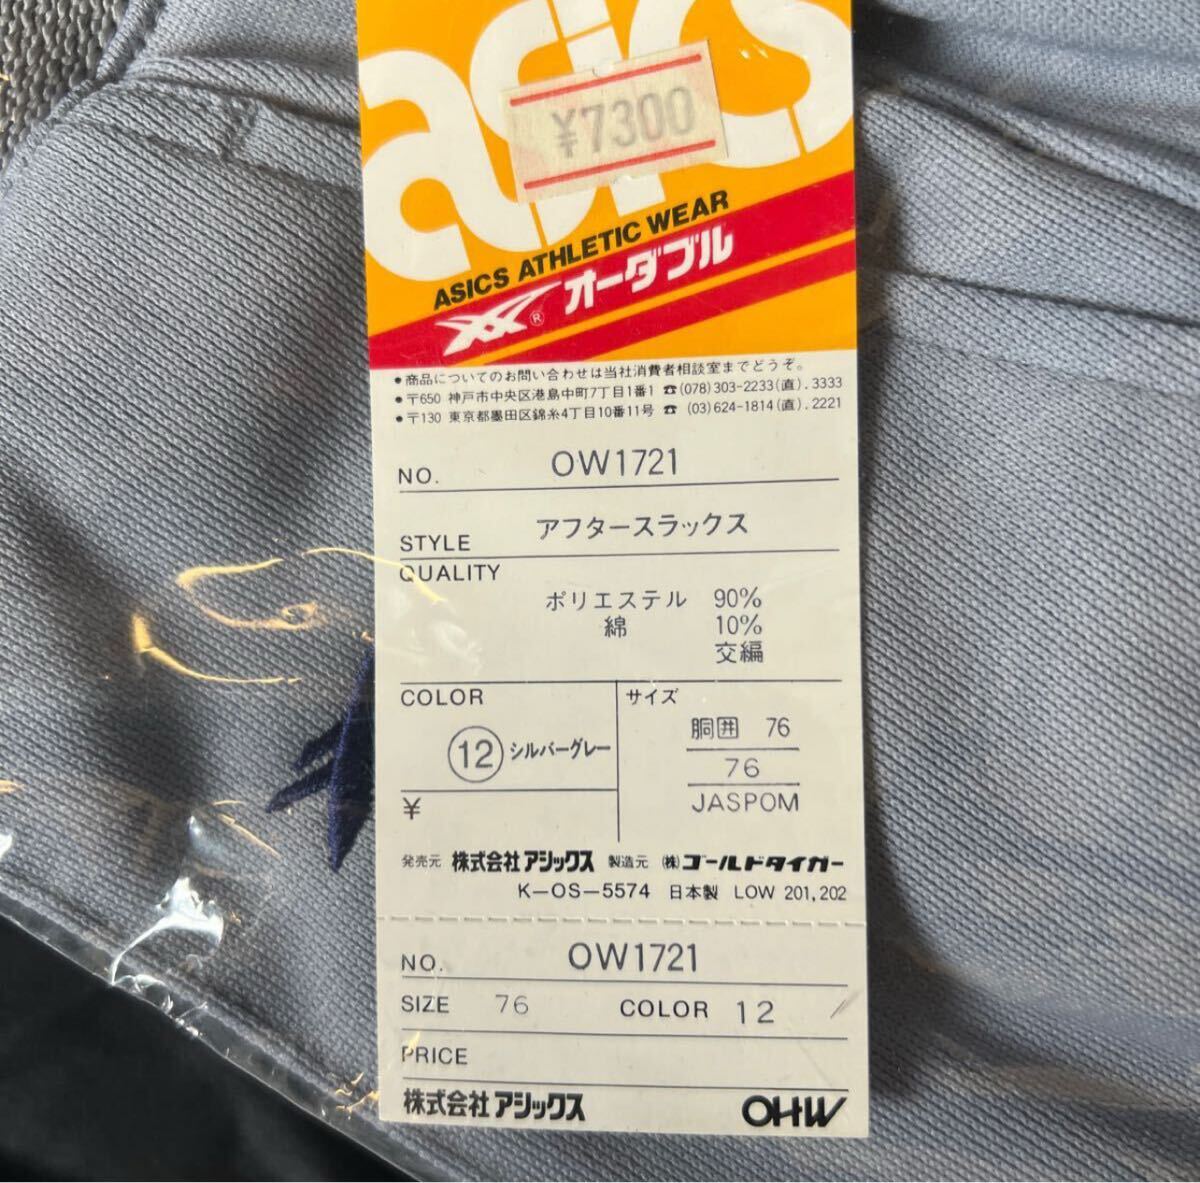 asics
¥7300
ASICS ATHLETIC WEAR
® オーダブル
●商品についてのお問い合わせは当社消費者相談室までどうぞ。
●〒650 神戸市中央区港島中町7丁目1番1 ☎(078)303-2233(直).3333
●〒130 東京都墨田区錦糸4丁目10番11号 ☎(03)624-1814(直).2221
NO. OW1721
STYLE アフタースラックス
QUALITY
ポリエステル 90%
綿 10%
交編
COLOR
⑫ シルバーグレー
¥
サイズ
胴囲 76
76
JASPOM
発売元 株式会社アシックス 製造元 (株)ゴールドタイガー
K-OS-5574 日本製 LOW 201,202
NO. OW1721
SIZE 76 COLOR 12
PRICE
株式会社アシックス OHW